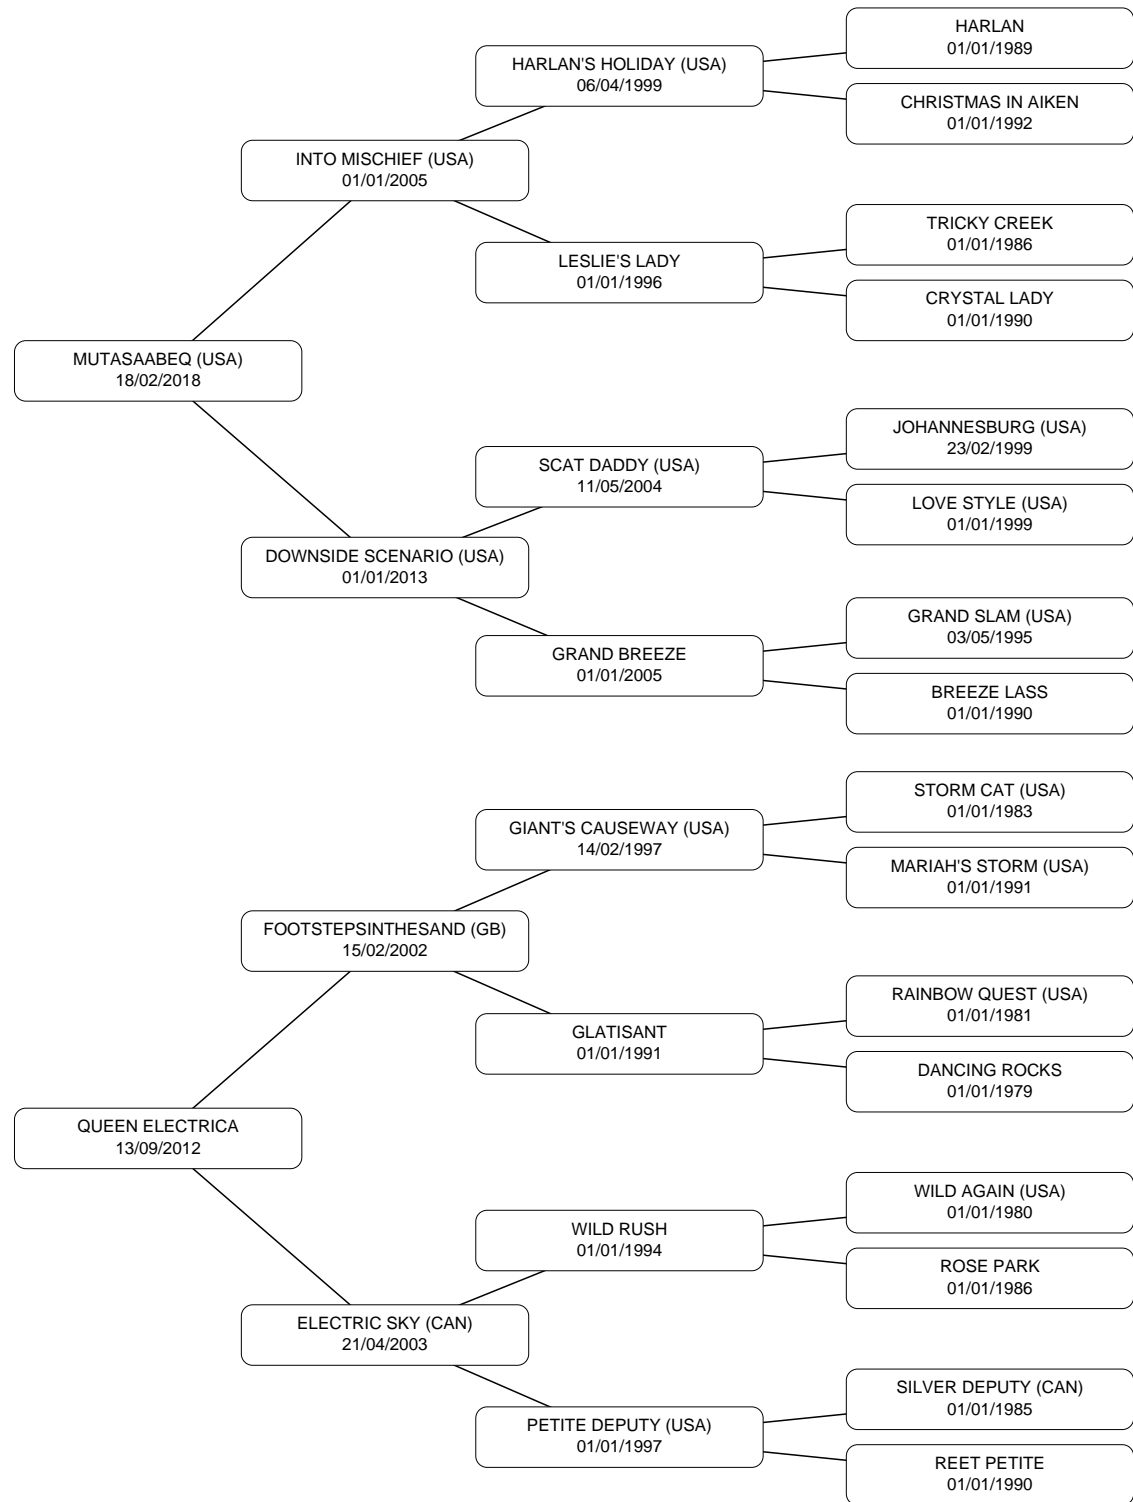 HARLAN
01/01/1989
HARLAN'S HOLIDAY (USA)
06/04/1999
CHRISTMAS IN AIKEN
01/01/1992
INTO MISCHIEF (USA)
01/01/2005
TRICKY CREEK
01/01/1986
LESLIE'S LADY
01/01/1996
CRYSTAL LADY
01/01/1990
MUTASAABEQ (USA)
18/02/2018
JOHANNESBURG (USA)
23/02/1999
SCAT DADDY (USA)
11/05/2004
LOVE STYLE (USA)
01/01/1999
DOWNSIDE SCENARIO (USA)
01/01/2013
GRAND SLAM (USA)
03/05/1995
GRAND BREEZE
01/01/2005
BREEZE LASS
01/01/1990
STORM CAT (USA)
01/01/1983
GIANT'S CAUSEWAY (USA)
14/02/1997
MARIAH'S STORM (USA)
01/01/1991
FOOTSTEPSINTHESAND (GB)
15/02/2002
RAINBOW QUEST (USA)
01/01/1981
GLATISANT
01/01/1991
DANCING ROCKS
01/01/1979
QUEEN ELECTRICA
13/09/2012
WILD AGAIN (USA)
01/01/1980
WILD RUSH
01/01/1994
ROSE PARK
01/01/1986
ELECTRIC SKY (CAN)
21/04/2003
SILVER DEPUTY (CAN)
01/01/1985
PETITE DEPUTY (USA)
01/01/1997
REET PETITE
01/01/1990